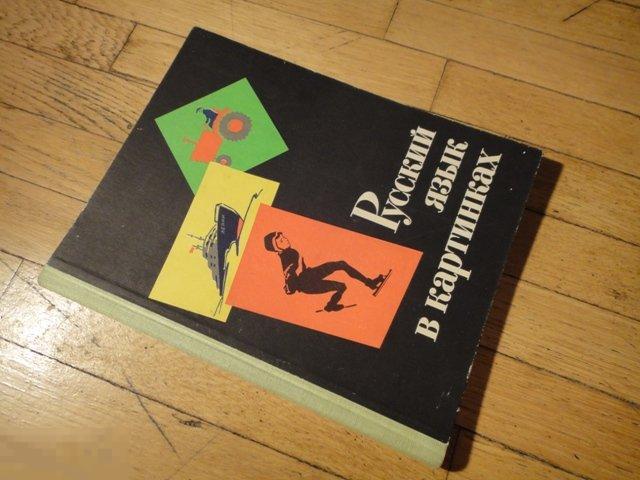 Русский
язык
в картинках